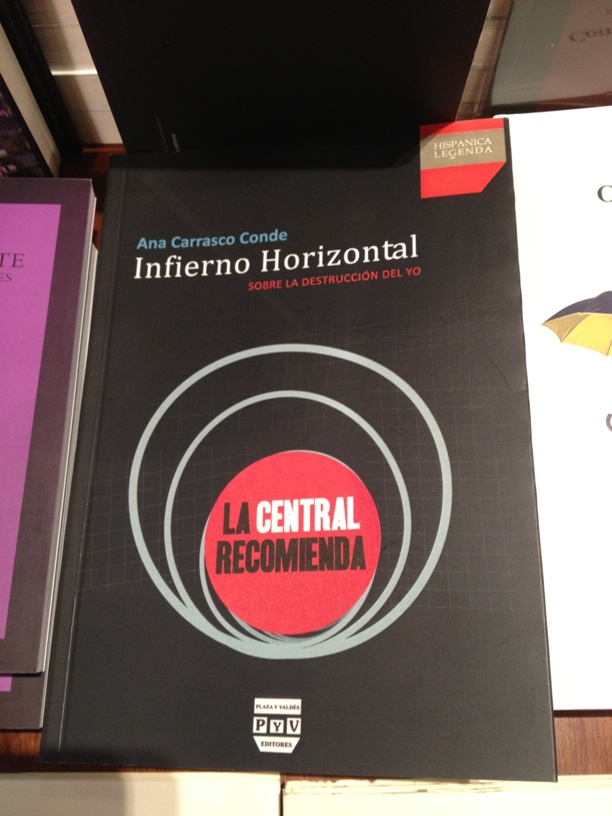 HISPANICA
LEGENDA
Ana Carrasco Conde
Infierno Horizontal
SOBRE LA DESTRUCCIÓN DEL YO
LA CENTRAL
RECOMIENDA
PLAZA Y VALDÉS
PYV
EDITORES
TE
ES
C